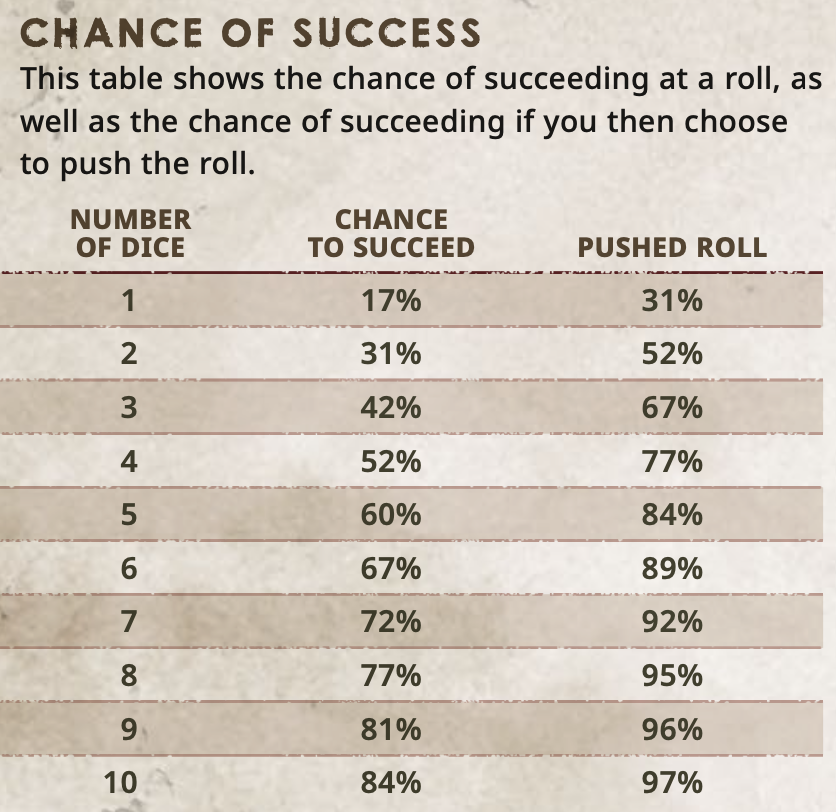 CHANCE OF SUCCESS
This table shows the chance of succeeding at a roll, as
well as the chance of succeeding if you then choose
to push the roll.
NUMBER OF DICE CHANCE TO SUCCEED PUSHED ROLL
1 17% 31%
2 31% 52%
3 42% 67%
4 52% 77%
5 60% 84%
6 67% 89%
7 72% 92%
8 77% 95%
9 81% 96%
10 84% 97%